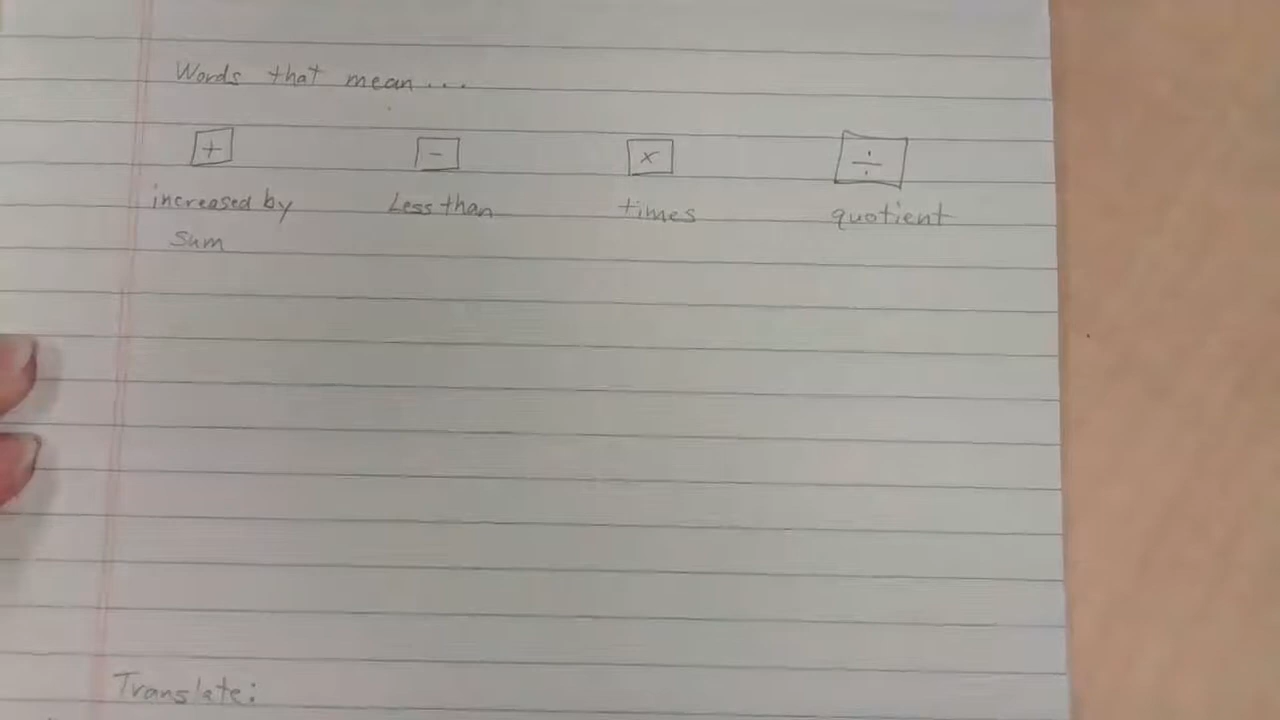 Words that mean...
+ - x ÷
increased by Less than times quotient
sum
Translate: